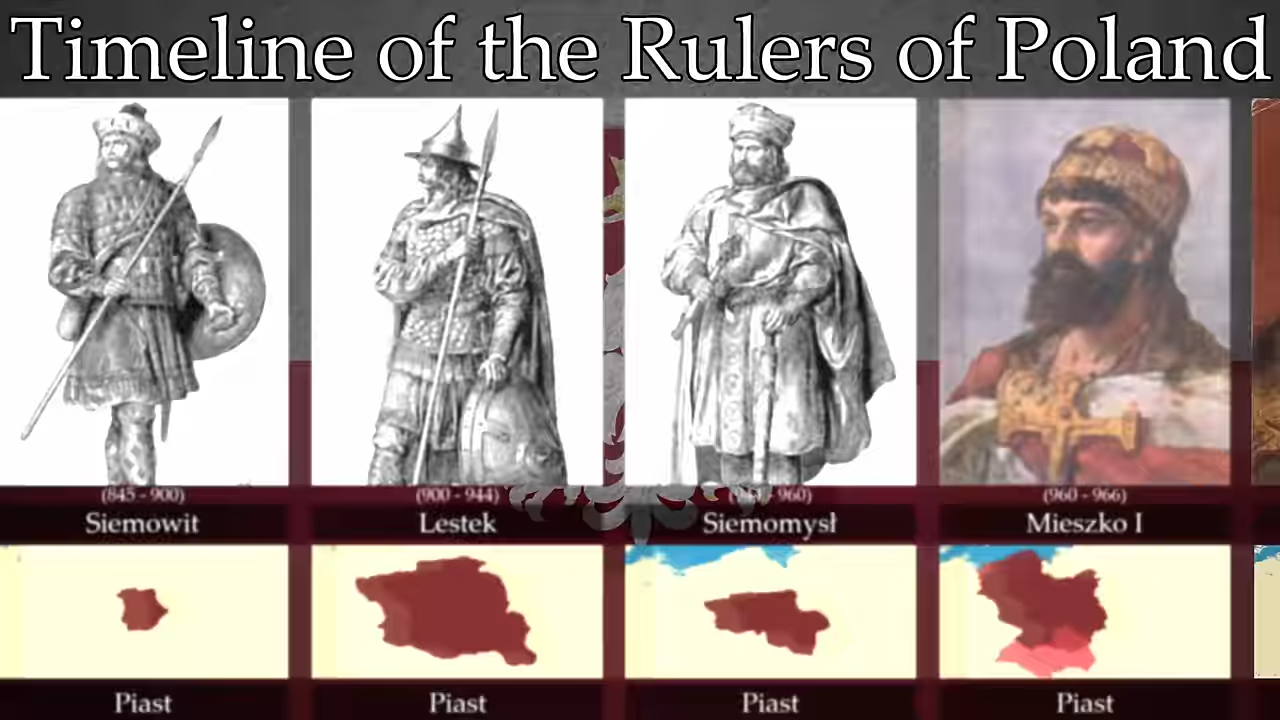 Timeline of the Rulers of Poland
(845 - 900)
Siemowit
Piast
(900 - 944)
Lestek
Piast
- 960)
Siemomysł
Piast
(960 - 966)
Mieszko I
Piast